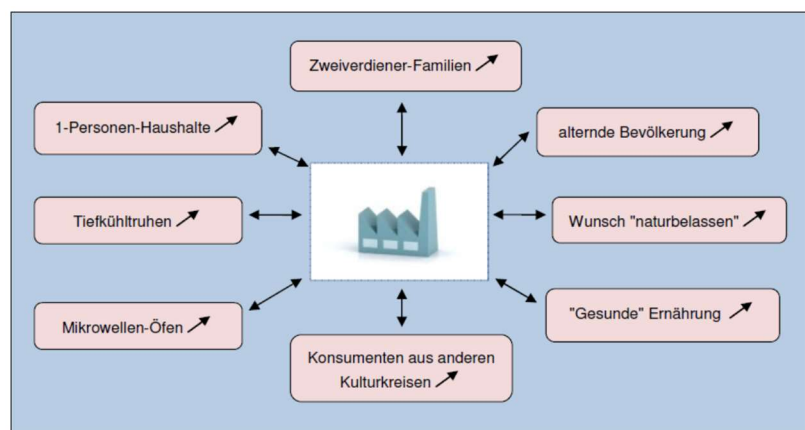 Zweiverdiener-Familien
1-Personen-Haushalte
alternde Bevölkerung
Tiefkühltruhen
Wunsch "naturbelassen"
Mikrowellen-Öfen
"Gesunde" Ernährung
Konsumenten aus anderen
Kulturkreisen